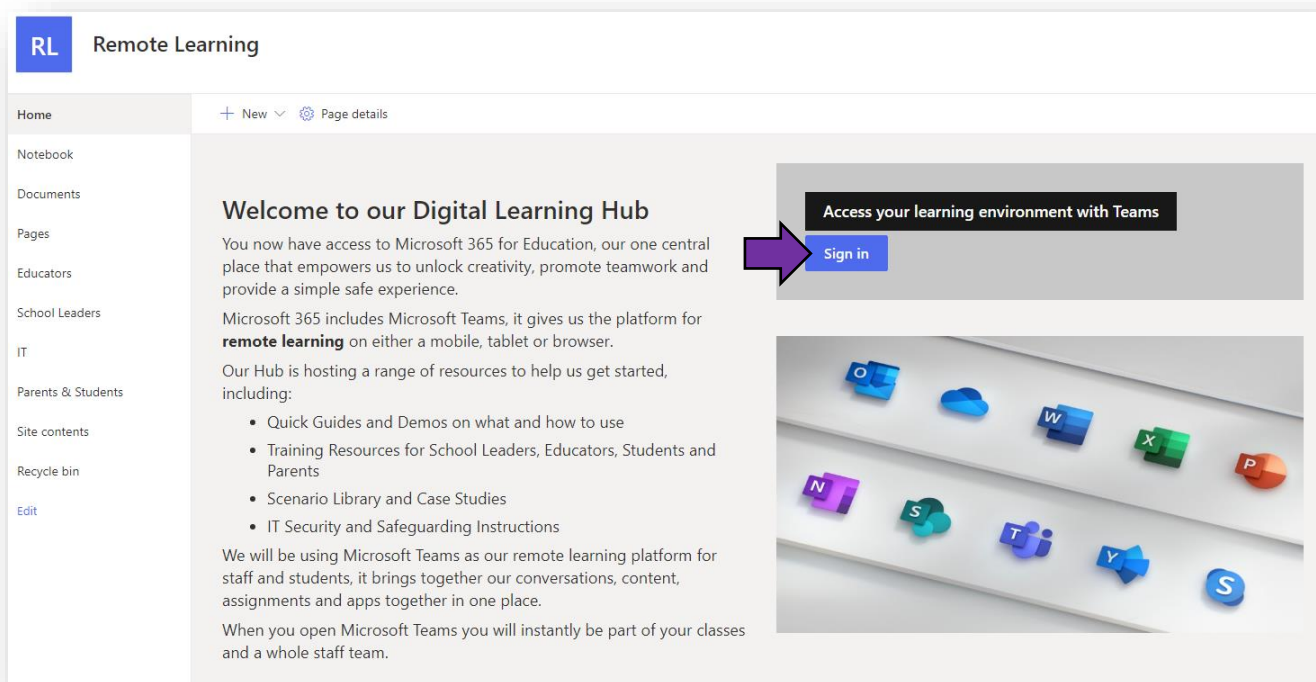 RL
Remote Learning
Home
Notebook
Documents
Pages
Educators
School Leaders
IT
Parents & Students
Site contents
Recycle bin
Edit
New
Page details
Welcome to our Digital Learning Hub
You now have access to Microsoft 365 for Education, our one central
place that empowers us to unlock creativity, promote teamwork and
provide a simple safe experience.
Microsoft 365 includes Microsoft Teams, it gives us the platform for
remote learning on either a mobile, tablet or browser.
Our Hub is hosting a range of resources to help us get started,
including:
• Quick Guides and Demos on what and how to use
• Training Resources for School Leaders, Educators, Students and
Parents
• Scenario Library and Case Studies
• IT Security and Safeguarding Instructions
We will be using Microsoft Teams as our remote learning platform for
staff and students, it brings together our conversations, content,
assignments and apps together in one place.
When you open Microsoft Teams you will instantly be part of your classes
and a whole staff team.
Access your learning environment with Teams
Sign in
O
W
X
P
N
S
T
Y
S